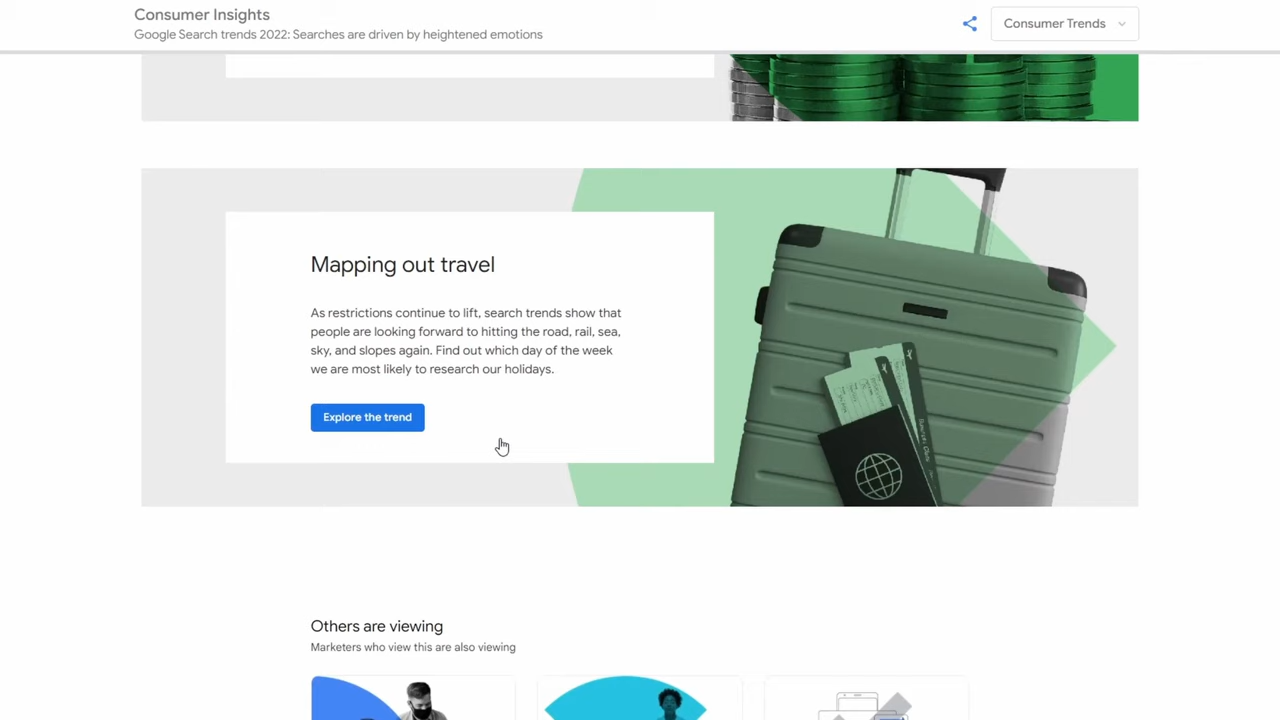 Consumer Insights
Google Search trends 2022: Searches are driven by heightened emotions
Consumer Trends
Mapping out travel
As restrictions continue to lift, search trends show that
people are looking forward to hitting the road, rail, sea,
sky, and slopes again. Find out which day of the week
we are most likely to research our holidays.
Explore the trend
Others are viewing
Marketers who view this are also viewing